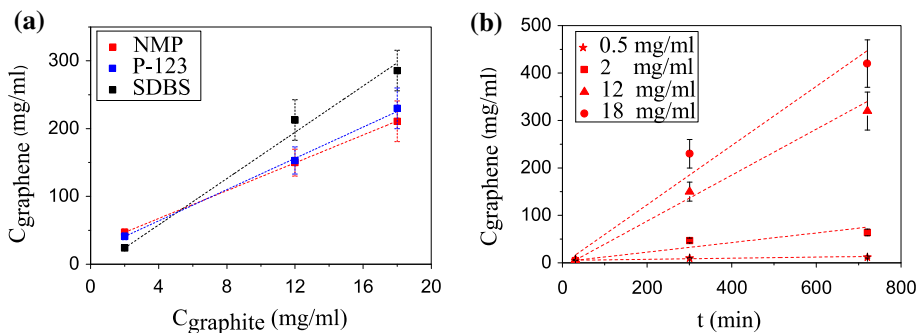 (a)
NMP
P-123
SDBS
300
200
100
0
0 4 8 12 16 20
Cgraphene (mg/ml)
Cgraphite (mg/ml)
(b)
0.5 mg/ml
2 mg/ml
12 mg/ml
18 mg/ml
500
400
300
200
100
0
0 200 400 600 800
Cgraphene (mg/ml)
t (min)